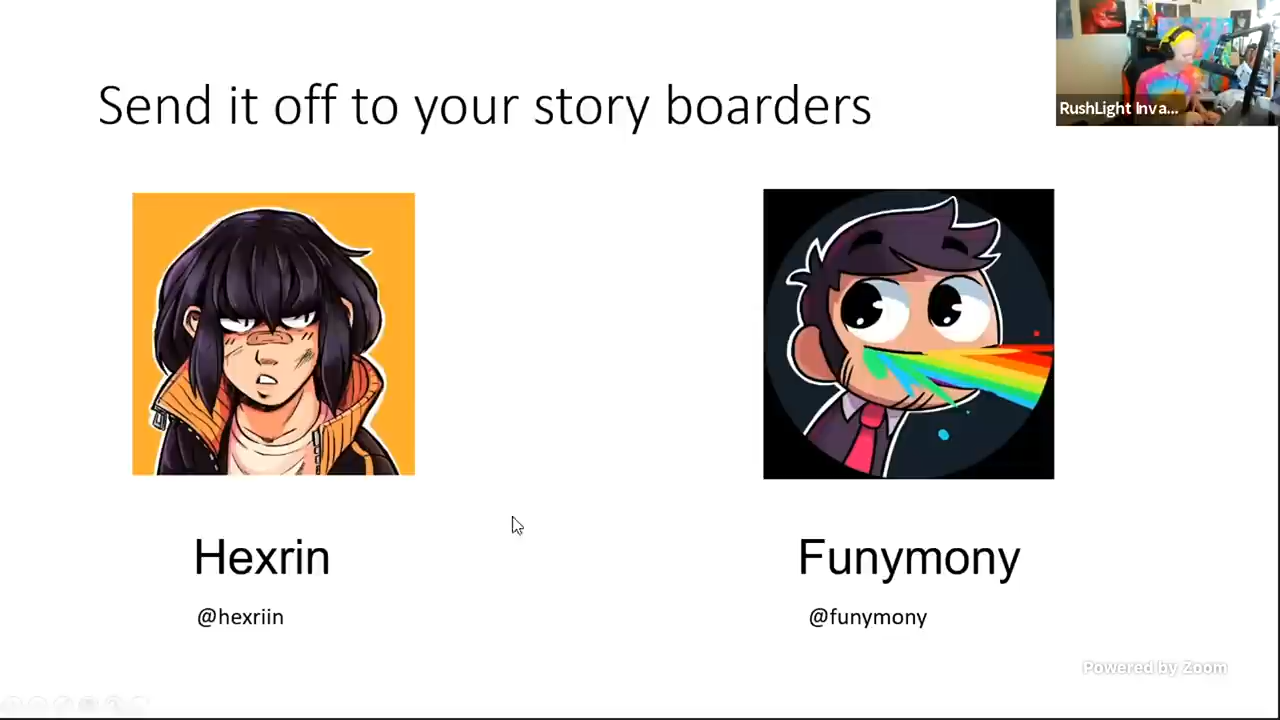 Send it off to your story boarders
RushLight Inva...
Hexrin
Funymony
@hexriin
@funymony
Powered by Zoom